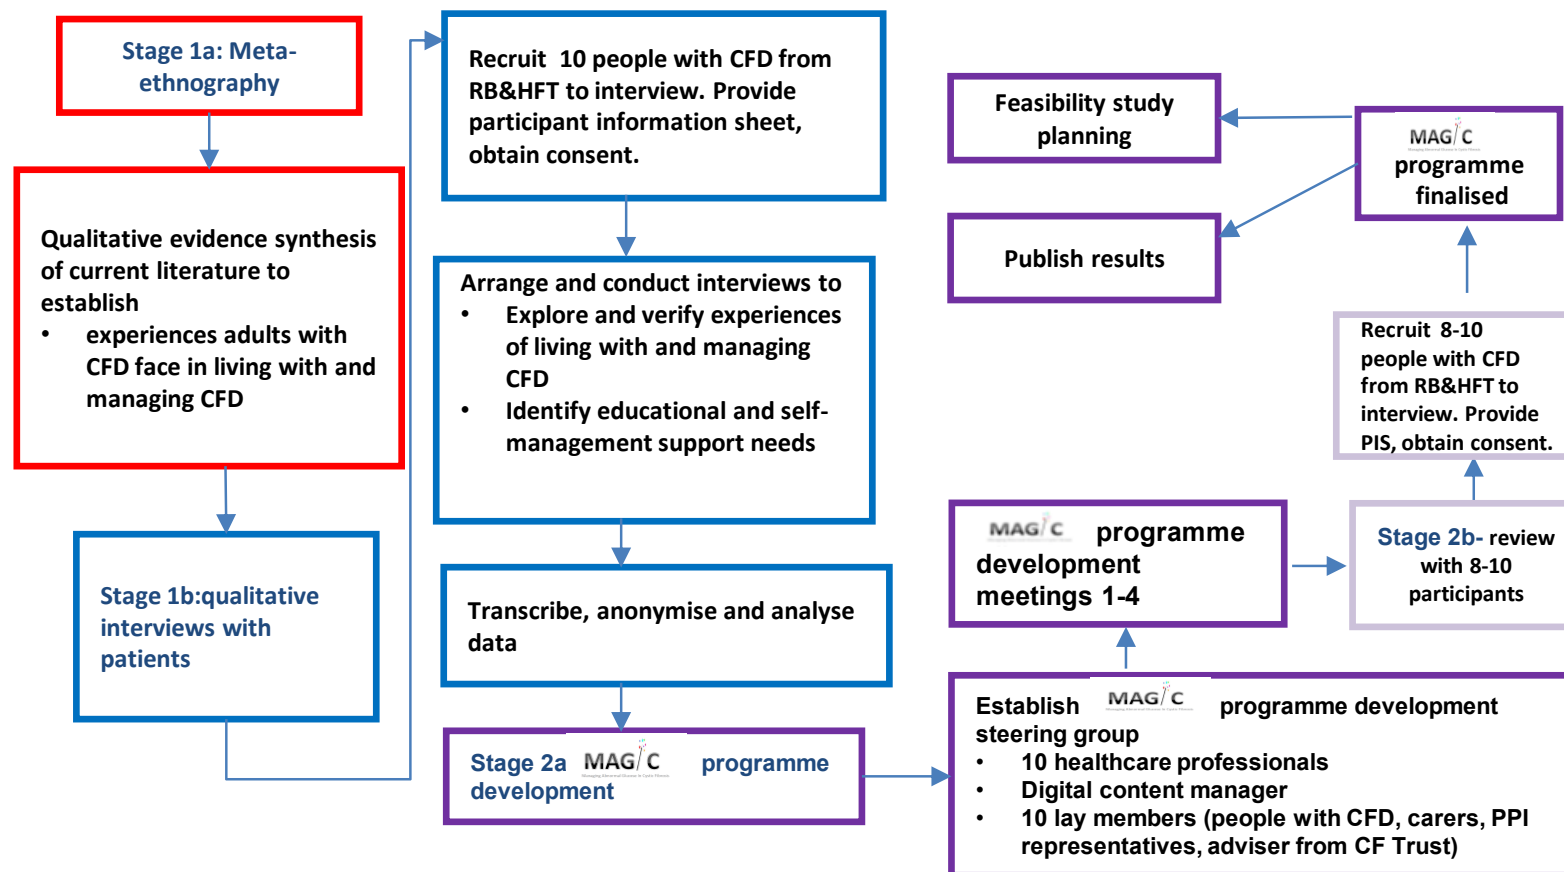 Stage 1a: Meta-
ethnography
Qualitative evidence synthesis
of current literature to
establish
• experiences adults with
CFD face in living with and
managing CFD
Stage 1b:qualitative
interviews with
patients
Recruit 10 people with CFD from
RB&HFT to interview. Provide
participant information sheet,
obtain consent.
Arrange and conduct interviews to
• Explore and verify experiences
of living with and managing
CFD
• Identify educational and self-
management support needs
Transcribe, anonymise and analyse
data
Stage 2a MAGIC programme
development
Establish MAGIC programme development
steering group
• 10 healthcare professionals
• Digital content manager
• 10 lay members (people with CFD, carers, PPI
representatives, adviser from CF Trust)
MAGIC programme
development
meetings 1-4
Stage 2b- review
with 8-10
participants
Recruit 8-10
people with CFD
from RB&HFT to
interview. Provide
PIS, obtain consent.
MAGIC
programme
finalised
Feasibility study
planning
Publish results